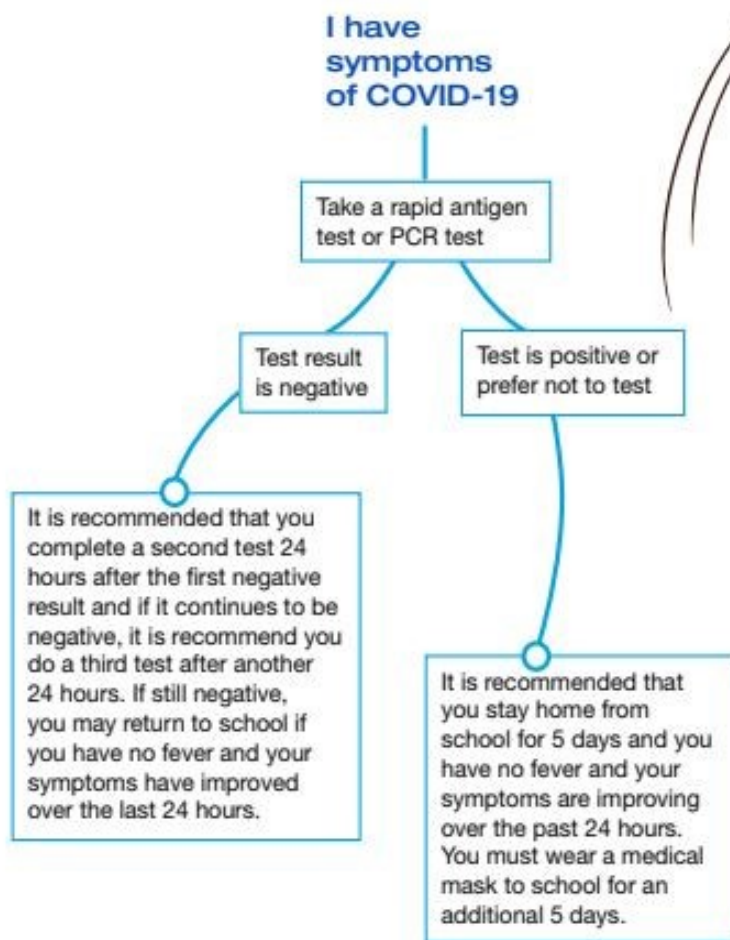 I have
symptoms
of COVID-19
Take a rapid antigen
test or PCR test
Test result
is negative
Test is positive or
prefer not to test
It is recommended that you
complete a second test 24
hours after the first negative
result and if it continues to be
negative, it is recommend you
do a third test after another
24 hours. If still negative,
you may return to school if
you have no fever and your
symptoms have improved
over the last 24 hours.
It is recommended that
you stay home from
school for 5 days and you
have no fever and your
symptoms are improving
over the past 24 hours.
You must wear a medical
mask to school for an
additional 5 days.